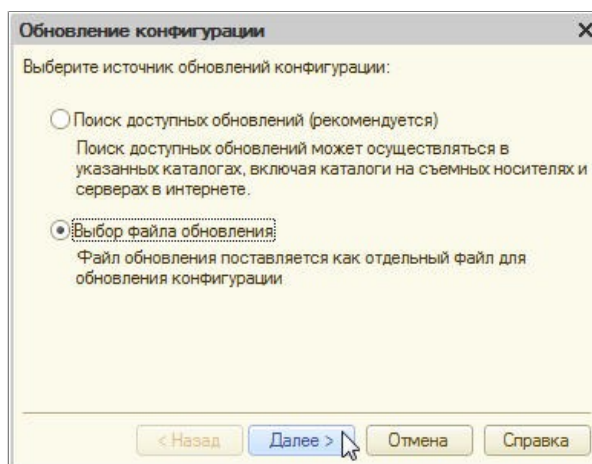 Обновление конфигурации
Выберите источник обновлений конфигурации:
Поиск доступных обновлений (рекомендуется)
Поиск доступных обновлений может осуществляться в
указанных каталогах, включая каталоги на съемных носителях и
серверах в интернете.
Выбор файла обновления
Файл обновления поставляется как отдельный файл для
обновления конфигурации
< Назад Далее > Отмена Справка